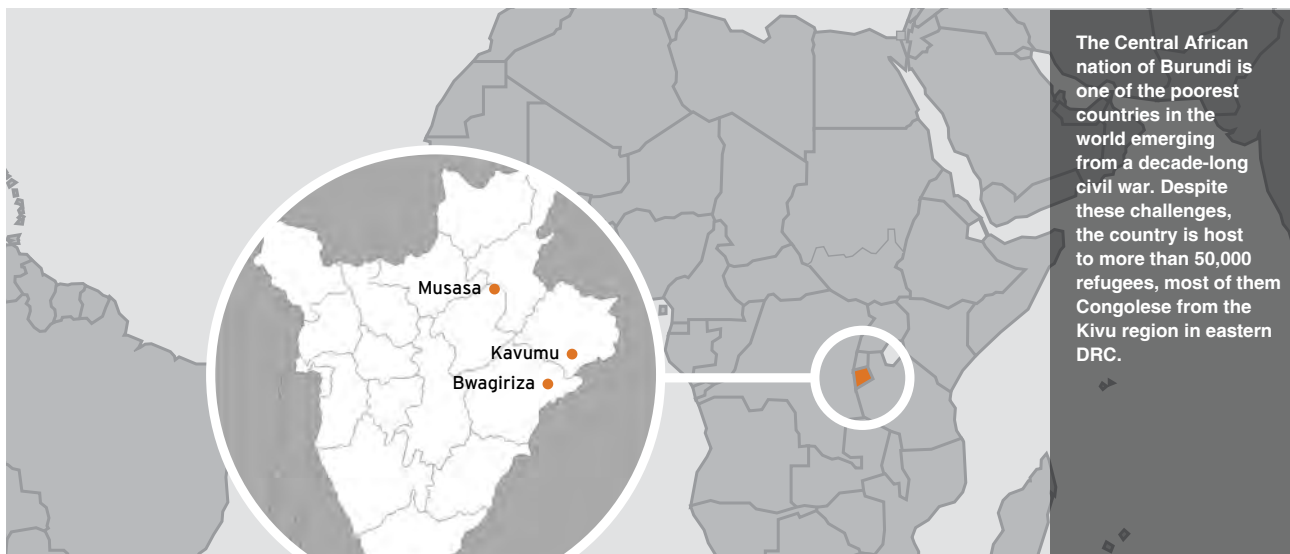 The Central African
nation of Burundi is
one of the poorest
countries in the
world emerging
from a decade-long
civil war. Despite
these challenges,
the country is host
to more than 50,000
refugees, most of them
Congolese from the
Kivu region in eastern
DRC.
Musasa
Kavumu
Bwagiriza